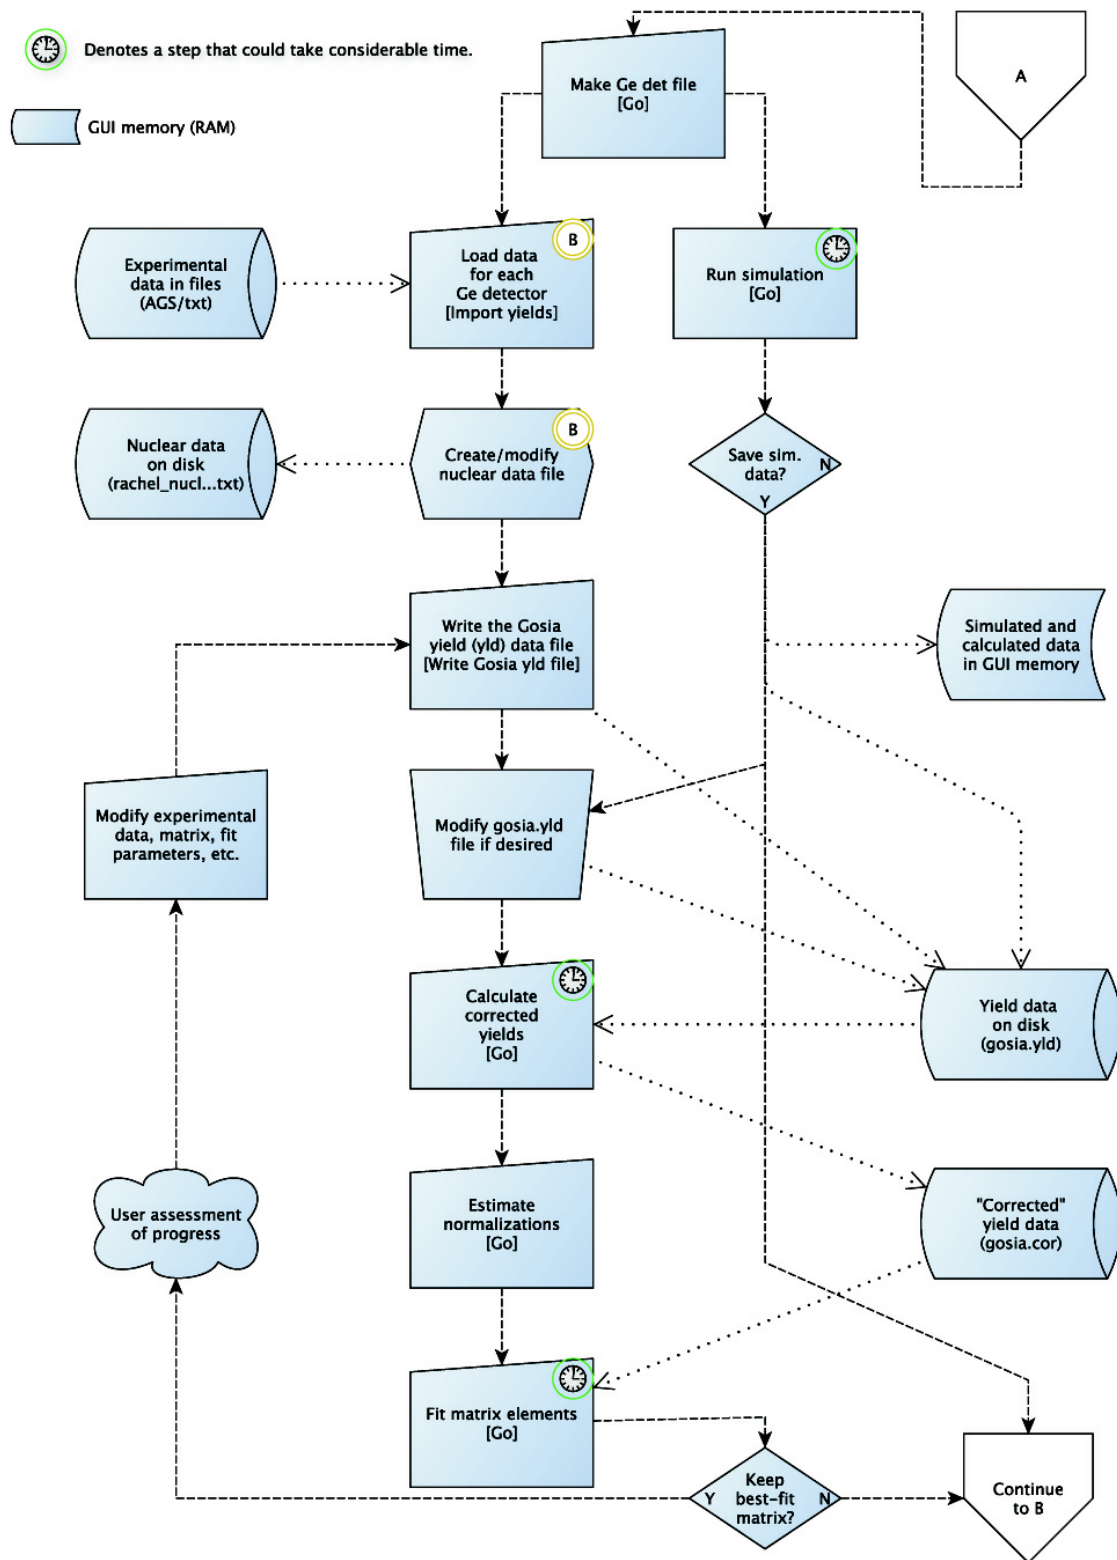 Denotes a step that could take considerable time.
GUI memory (RAM)
Make Ge det file
[Go]
A
Experimental
data in files
(AGS/txt)
B
Load data
for each
Ge detector
[Import yields]
Run simulation
[Go]
Nuclear data
on disk
(rachel_nucl...txt)
B
Create/modify
nuclear data file
Save sim.
data?
N
Y
Write the Gosia
yield (yld) data file
[Write Gosia yld file]
Simulated and
calculated data
in GUI memory
Modify experimental
data, matrix, fit
parameters, etc.
Modify gosia.yld
file if desired
Calculate
corrected
yields
[Go]
Yield data
on disk
(gosia.yld)
User assessment
of progress
Estimate
normalizations
[Go]
"Corrected"
yield data
(gosia.cor)
Fit matrix elements
[Go]
Y
Keep
best-fit
matrix?
N
Continue
to B